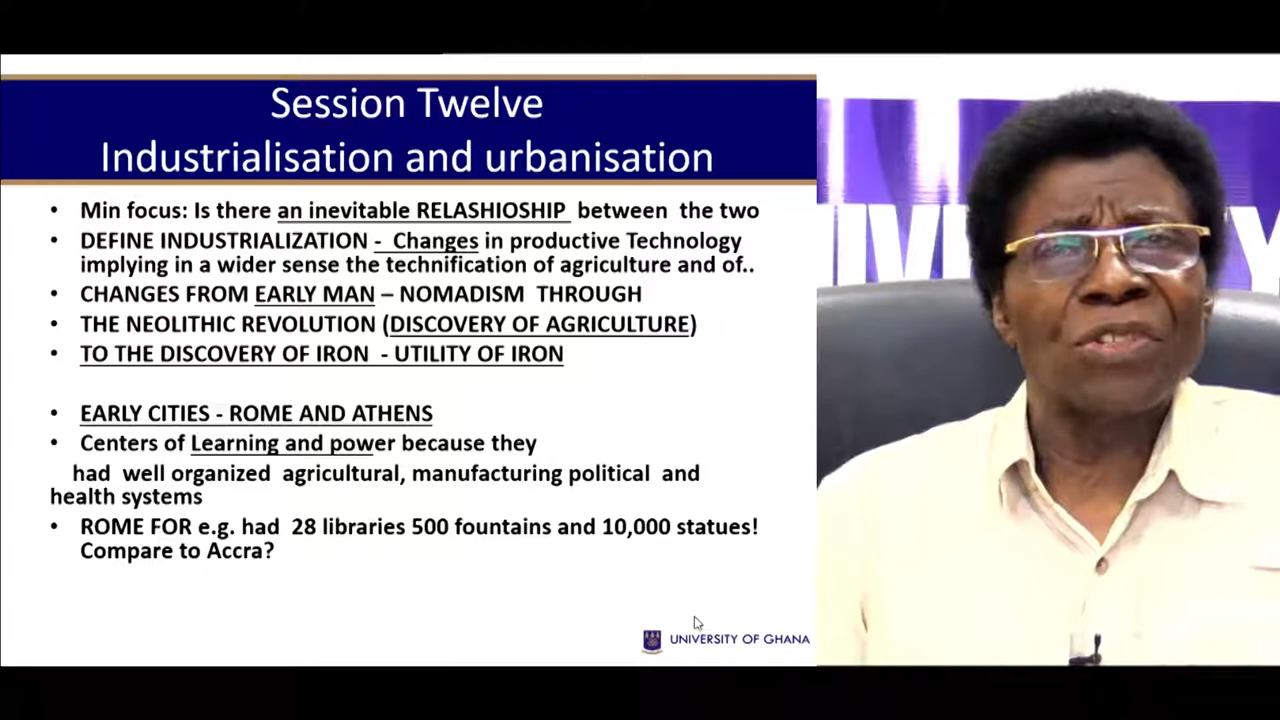 Session Twelve
Industrialisation and urbanisation
• Min focus: Is there an inevitable RELASHIOSHIP between the two
• DEFINE INDUSTRIALIZATION - Changes in productive Technology
implying in a wider sense the technification of agriculture and of..
• CHANGES FROM EARLY MAN – NOMADISM THROUGH
• THE NEOLITHIC REVOLUTION (DISCOVERY OF AGRICULTURE)
• TO THE DISCOVERY OF IRON - UTILITY OF IRON
• EARLY CITIES - ROME AND ATHENS
• Centers of Learning and power because they
had well organized agricultural, manufacturing political and
health systems
• ROME FOR e.g. had 28 libraries 500 fountains and 10,000 statues!
Compare to Accra?
UNIVERSITY OF GHANA